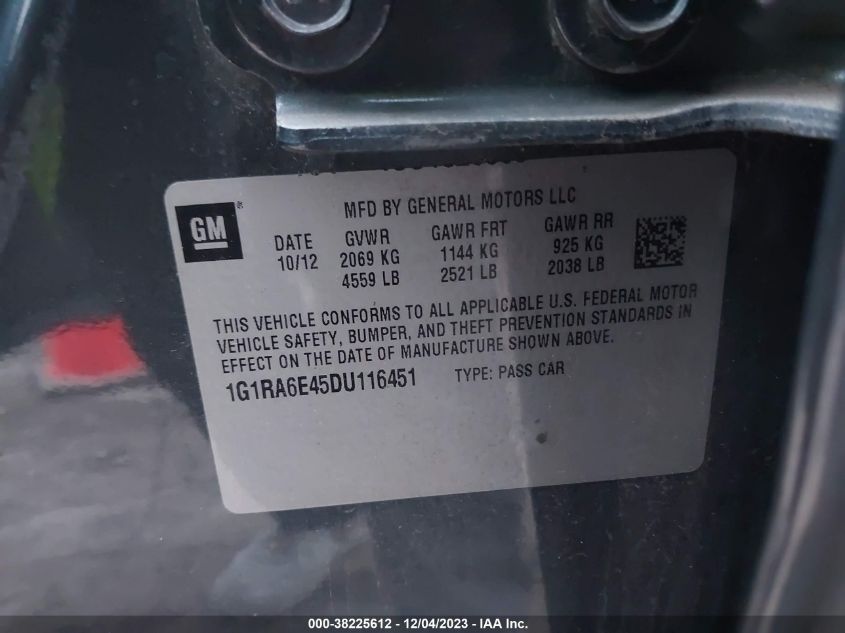 GM®
MFD BY GENERAL MOTORS LLC
DATE GVWR GAWR FRT GAWR RR
10/12 2069 KG 1144 KG 925 KG
4559 LB 2521 LB 2038 LB
THIS VEHICLE CONFORMS TO ALL APPLICABLE U.S. FEDERAL MOTOR
VEHICLE SAFETY, BUMPER, AND THEFT PREVENTION STANDARDS IN
EFFECT ON THE DATE OF MANUFACTURE SHOWN ABOVE.
1G1RA6E45DU116451 TYPE: PASS CAR
000-38225612 - 12/04/2023 - IAA Inc.